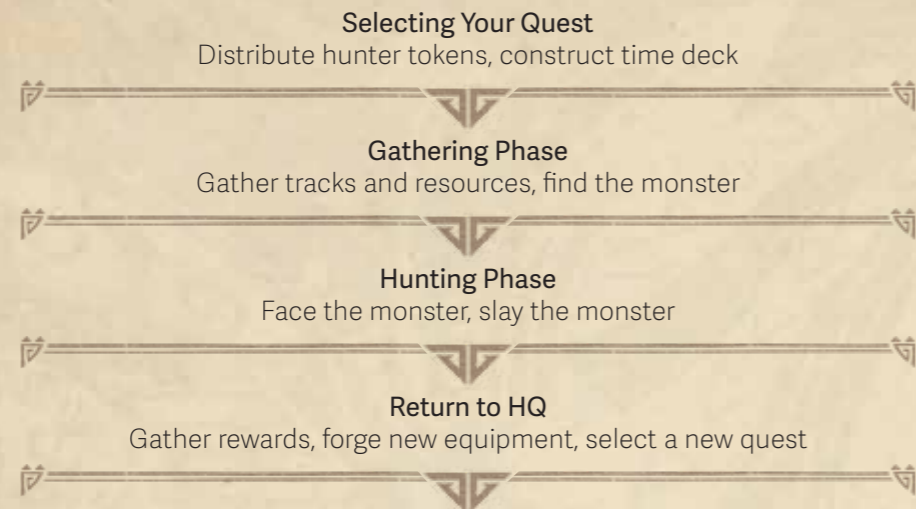 Selecting Your Quest
Distribute hunter tokens, construct time deck
Gathering Phase
Gather tracks and resources, find the monster
Hunting Phase
Face the monster, slay the monster
Return to HQ
Gather rewards, forge new equipment, select a new quest